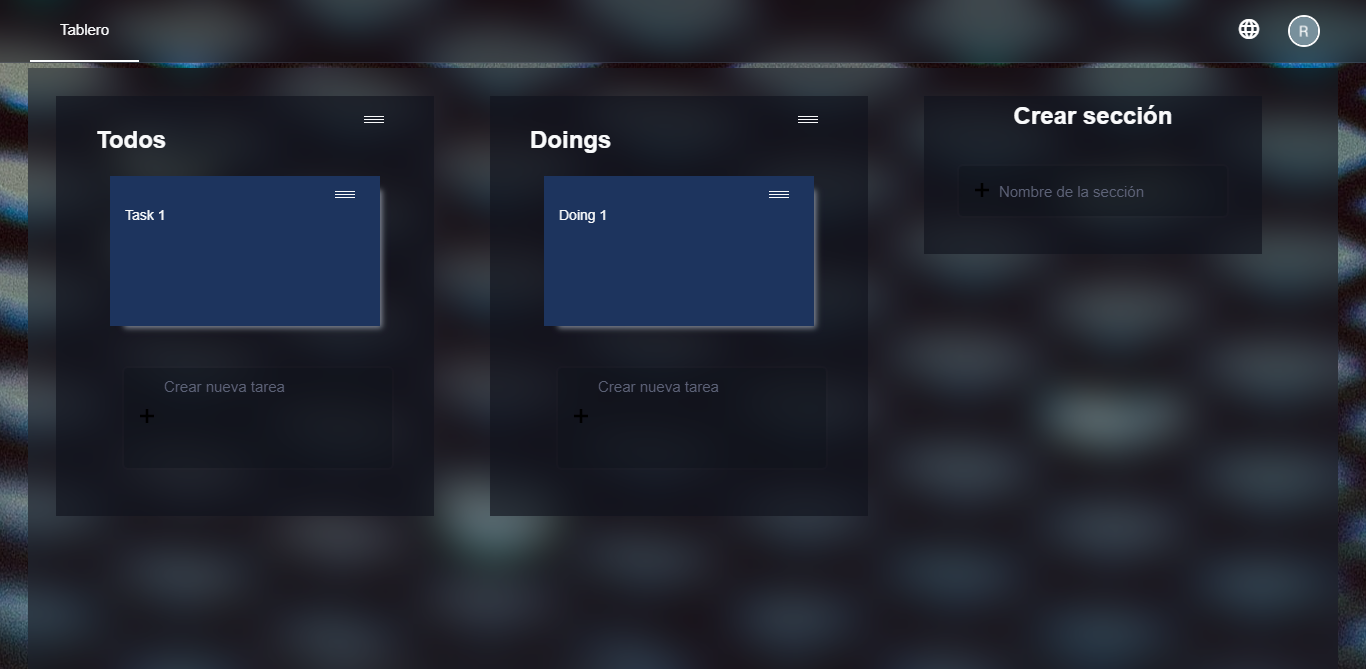 Tablero
R
Todos
Task 1
Crear nueva tarea
Doings
Doing 1
Crear nueva tarea
Crear sección
Nombre de la sección